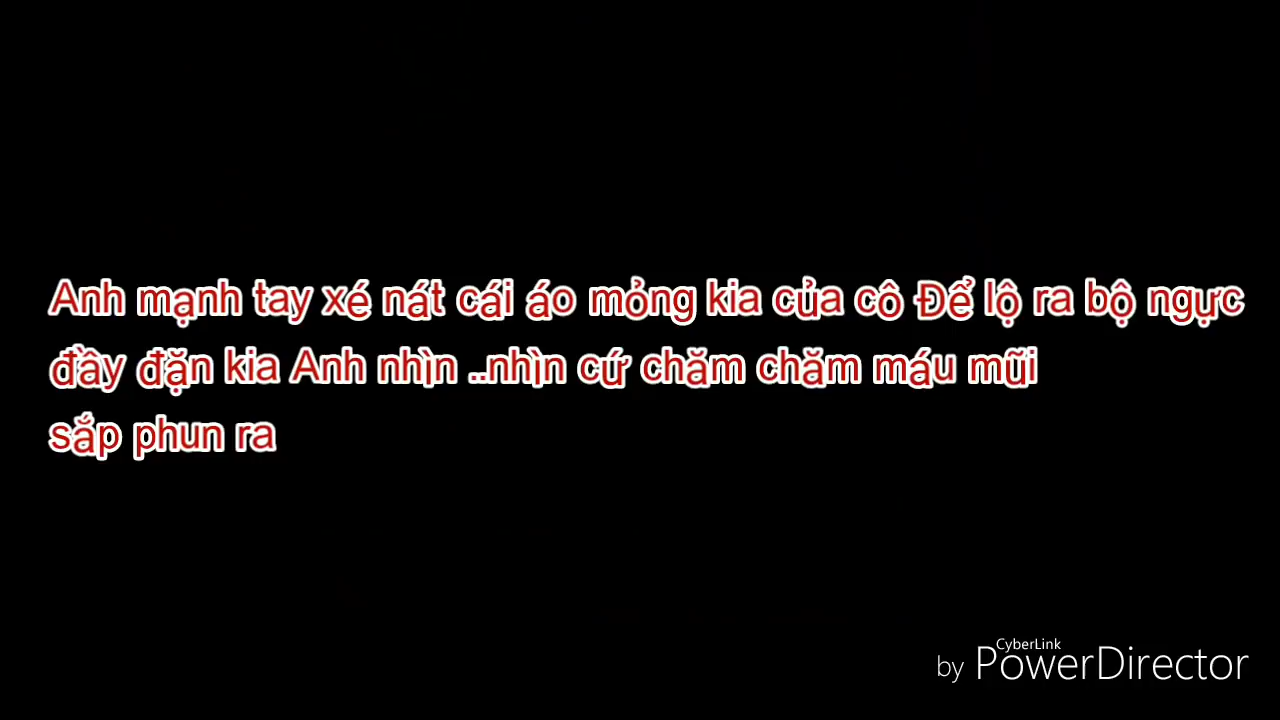 Anh mạnh tay xé nát cái áo mỏng kia của cô Để lộ ra bộ ngực
đầy đặn kia Anh nhìn ..nhìn cứ chăm chăm máu mũi
sắp phun ra
CyberLink
by PowerDirector